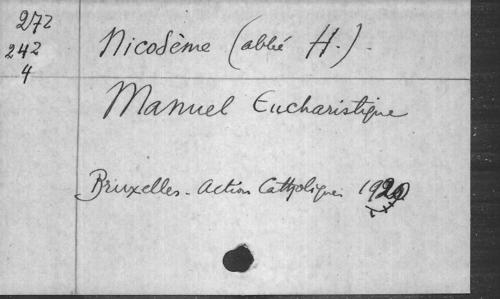 272
242
4
Nicodème (abbé H.).
Manuel Eucharistique
Bruxelles - Action Catholique